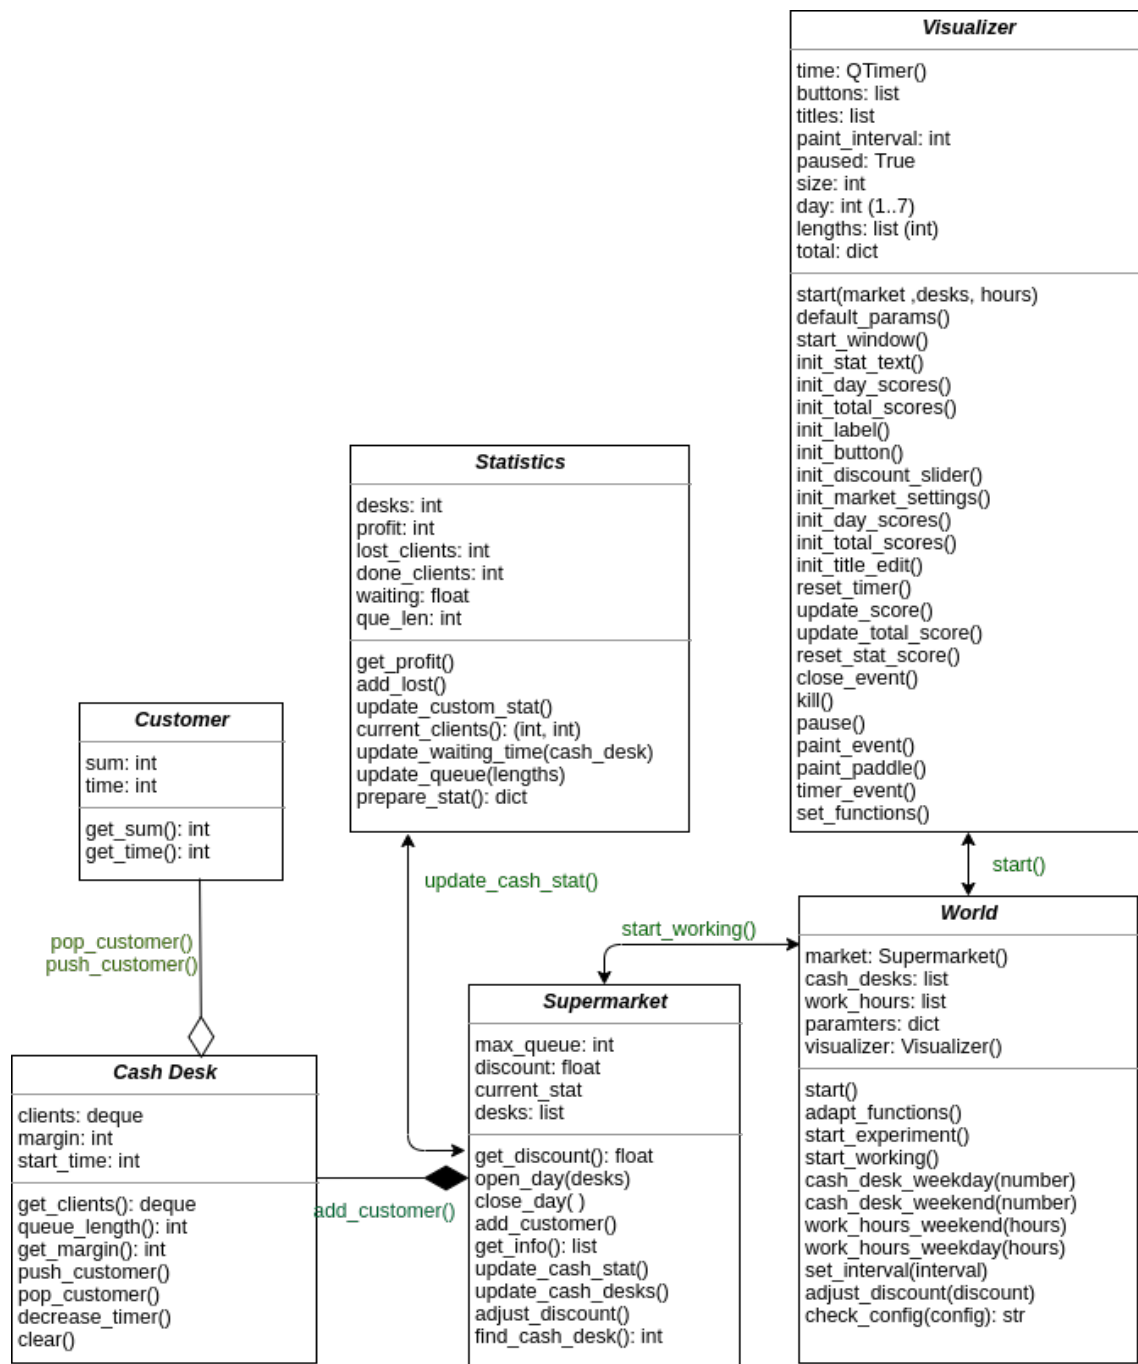 Visualizer
time: QTimer()
buttons: list
titles: list
paint_interval: int
paused: True
size: int
day: int (1..7)
lengths: list (int)
total: dict
start(market ,desks, hours)
default_params()
start_window()
init_stat_text()
init_day_scores()
init_total_scores()
init_label()
init_button()
init_discount_slider()
init_market_settings()
init_day_scores()
init_total_scores()
init_title_edit()
reset_timer()
update_score()
update_total_score()
reset_stat_score()
close_event()
kill()
pause()
paint_event()
paint_paddle()
timer_event()
set_functions()
Statistics
desks: int
profit: int
lost_clients: int
done_clients: int
waiting: float
que_len: int
get_profit()
add_lost()
update_custom_stat()
current_clients(): (int, int)
update_waiting_time(cash_desk)
update_queue(lengths)
prepare_stat(): dict
Customer
sum: int
time: int
get_sum(): int
get_time(): int
start()
update_cash_stat()
start_working()
pop_customer()
push_customer()
World
market: Supermarket()
cash_desks: list
work_hours: list
paramters: dict
visualizer: Visualizer()
start()
adapt_functions()
start_experiment()
start_working()
cash_desk_weekday(number)
cash_desk_weekend(number)
work_hours_weekend(hours)
work_hours_weekday(hours)
set_interval(interval)
adjust_discount(discount)
check_config(config): str
Supermarket
max_queue: int
discount: float
current_stat
desks: list
get_discount(): float
open_day(desks)
close_day( )
add_customer()
get_info(): list
update_cash_stat()
update_cash_desks()
adjust_discount()
find_cash_desk(): int
Cash Desk
clients: deque
margin: int
start_time: int
get_clients(): deque
queue_length(): int
get_margin(): int
push_customer()
pop_customer()
decrease_timer()
clear()
add_customer()